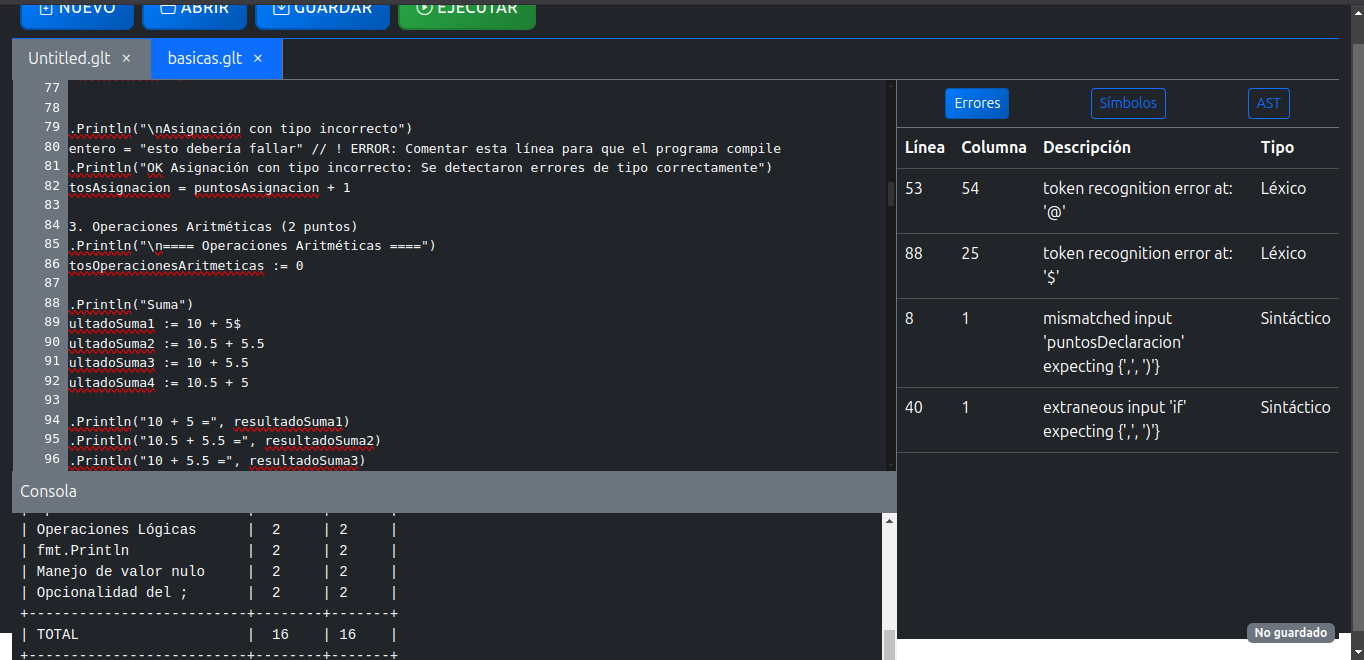 NUEVO ABRIR GUARDAR EJECUTAR
Untitled.glt × basicas.glt ×
77
78
79 .Println("\nAsignación con tipo incorrecto")
80 entero = "esto debería fallar" // ! ERROR: Comentar esta línea para que el programa compile
81 .Println("OK Asignación con tipo incorrecto: Se detectaron errores de tipo correctamente")
82 tosAsignacion = puntosAsignacion + 1
83
84 3. Operaciones Aritméticas (2 puntos)
85 .Println("\n==== Operaciones Aritméticas ====")
86 tosOperacionesAritmeticas := 0
87
88 .Println("Suma")
89 ultadoSuma1 := 10 + 5$
90 ultadoSuma2 := 10.5 + 5.5
91 ultadoSuma3 := 10 + 5.5
92 ultadoSuma4 := 10.5 + 5
93
94 .Println("10 + 5 =", resultadoSuma1)
95 .Println("10.5 + 5.5 =", resultadoSuma2)
96 .Println("10 + 5.5 =", resultadoSuma3)
Consola
| Operaciones Lógicas | 2 | 2 |
| fmt.Println | 2 | 2 |
| Manejo de valor nulo | 2 | 2 |
| Opcionalidad del ; | 2 | 2 |
+---------------------------+--------+-------+
| TOTAL | 16 | 16 |
+---------------------------+--------+-------+
Errores Símbolos AST
Línea Columna Descripción Tipo
53 54 token recognition error at: Léxico
'@'
88 25 token recognition error at: Léxico
'$'
8 1 mismatched input Sintáctico
'puntosDeclaracion'
expecting {',', ')'}
40 1 extraneous input 'if' Sintáctico
expecting {',', ')'}
No guardado